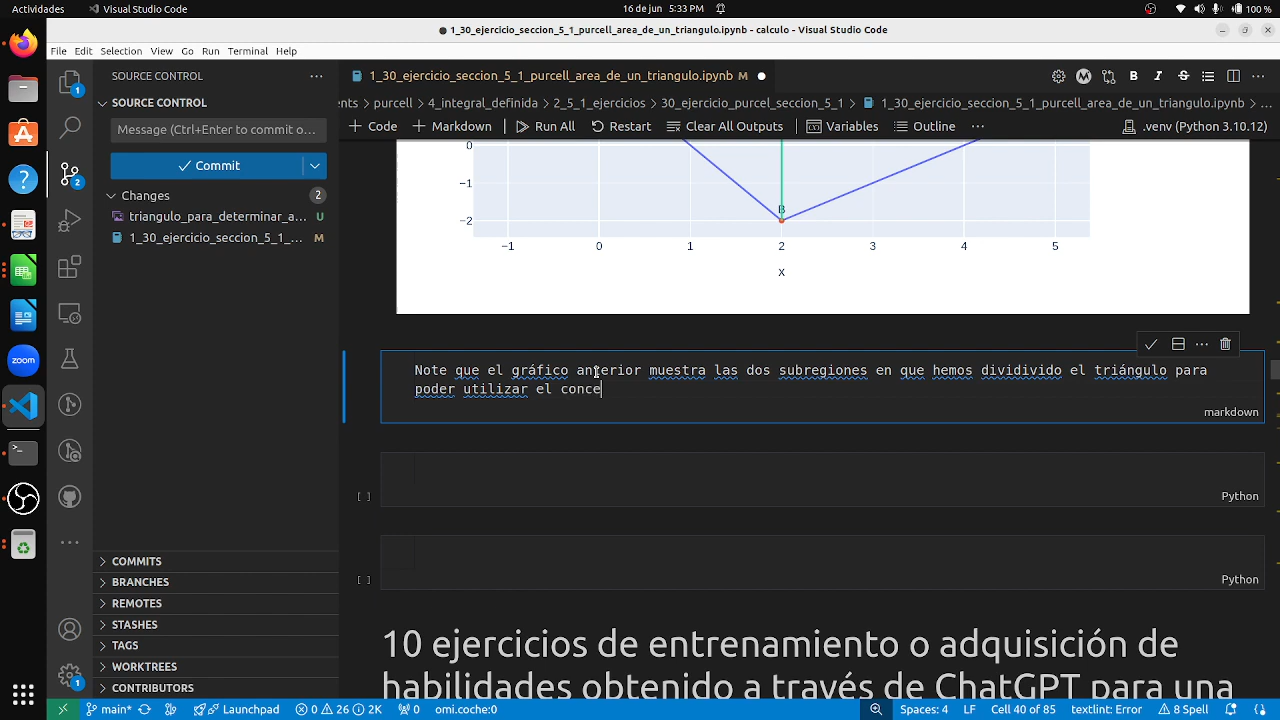 Actividades
Visual Studio Code
16 de jun 5:33 PM
100 %
1_30_ejercicio_seccion_5_1_purcell_area_de_un_triangulo.ipynb - calculo - Visual Studio Code
File Edit Selection View Go Run Terminal Help
SOURCE CONTROL
1_30_ejercicio_seccion_5_1_purcell_area_de_un_triangulo.ipynb M
SOURCE CONTROL
ents > purcell > 4_integral_definida > 2_5_1_ejercicios > 30_ejercicio_purcel_seccion_5_1 > 1_30_ejercicio_seccion_5_1_purcell_area_de_un_triangulo.ipynb > ...
Message (Ctrl+Enter to commit o...
+ Code + Markdown Run All Restart Clear All Outputs Variables Outline ... .venv (Python 3.10.12)
Commit
Changes 2
triangulo_para_determinar_a... U
1_30_ejercicio_seccion_5_1_... M
0
−1
−2
B
−1 0 1 2 3 4 5
x
Note que el gráfico anterior muestra las dos subregiones en que hemos dividivido el triángulo para
poder utilizar el conce
markdown
[ ] Python
[ ] Python
10 ejercicios de entrenamiento o adquisición de
habilidades obtenido a través de ChatGPT para una
COMMITS
BRANCHES
REMOTES
STASHES
TAGS
WORKTREES
CONTRIBUTORS
main* Launchpad 0 26 2K 0 omi.coche:0 Spaces: 4 LF Cell 40 of 85 textlint: Error 8 Spell